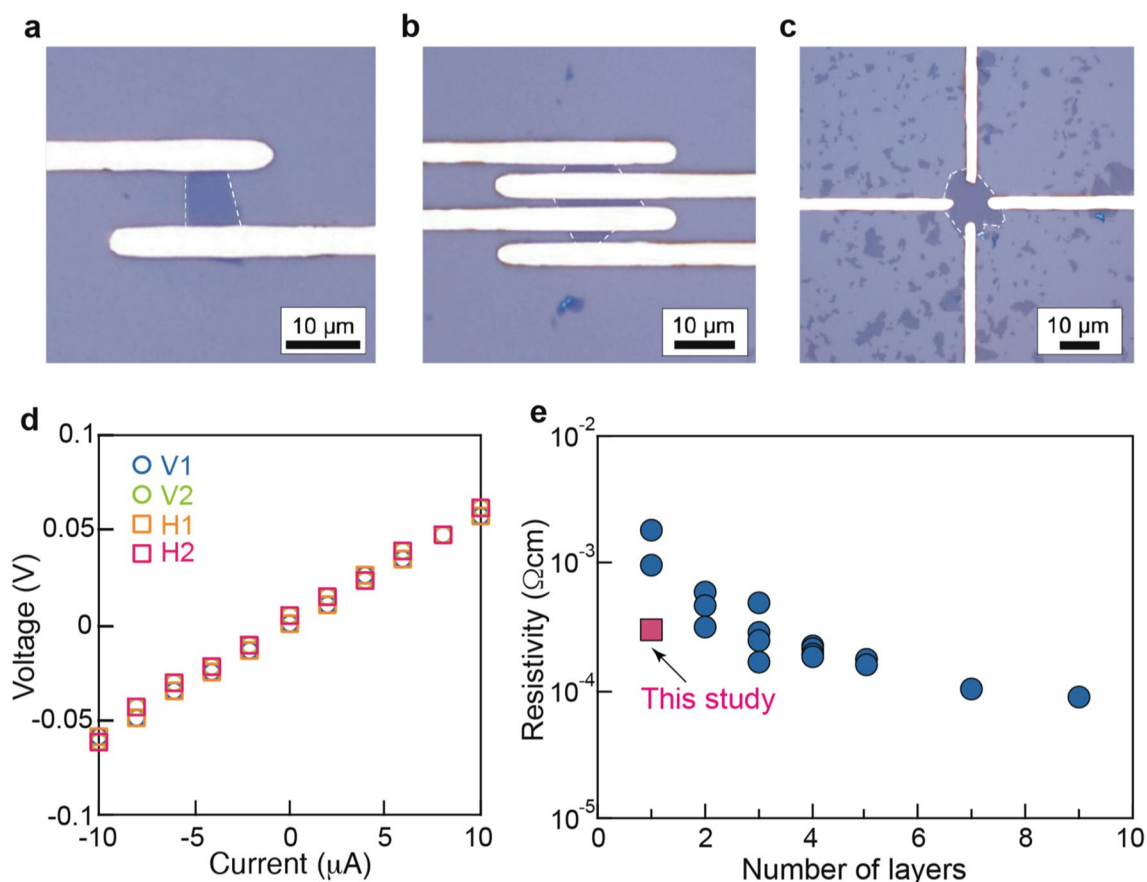 a
b
c
10 µm
10 µm
10 µm
d
0.1
0.05
0
-0.05
-0.1
Voltage (V)
V1
V2
H1
H2
-10
-5
0
5
10
Current (µA)
e
10⁻²
10⁻³
10⁻⁴
10⁻⁵
Resistivity (Ωcm)
This study
0
2
4
6
8
10
Number of layers